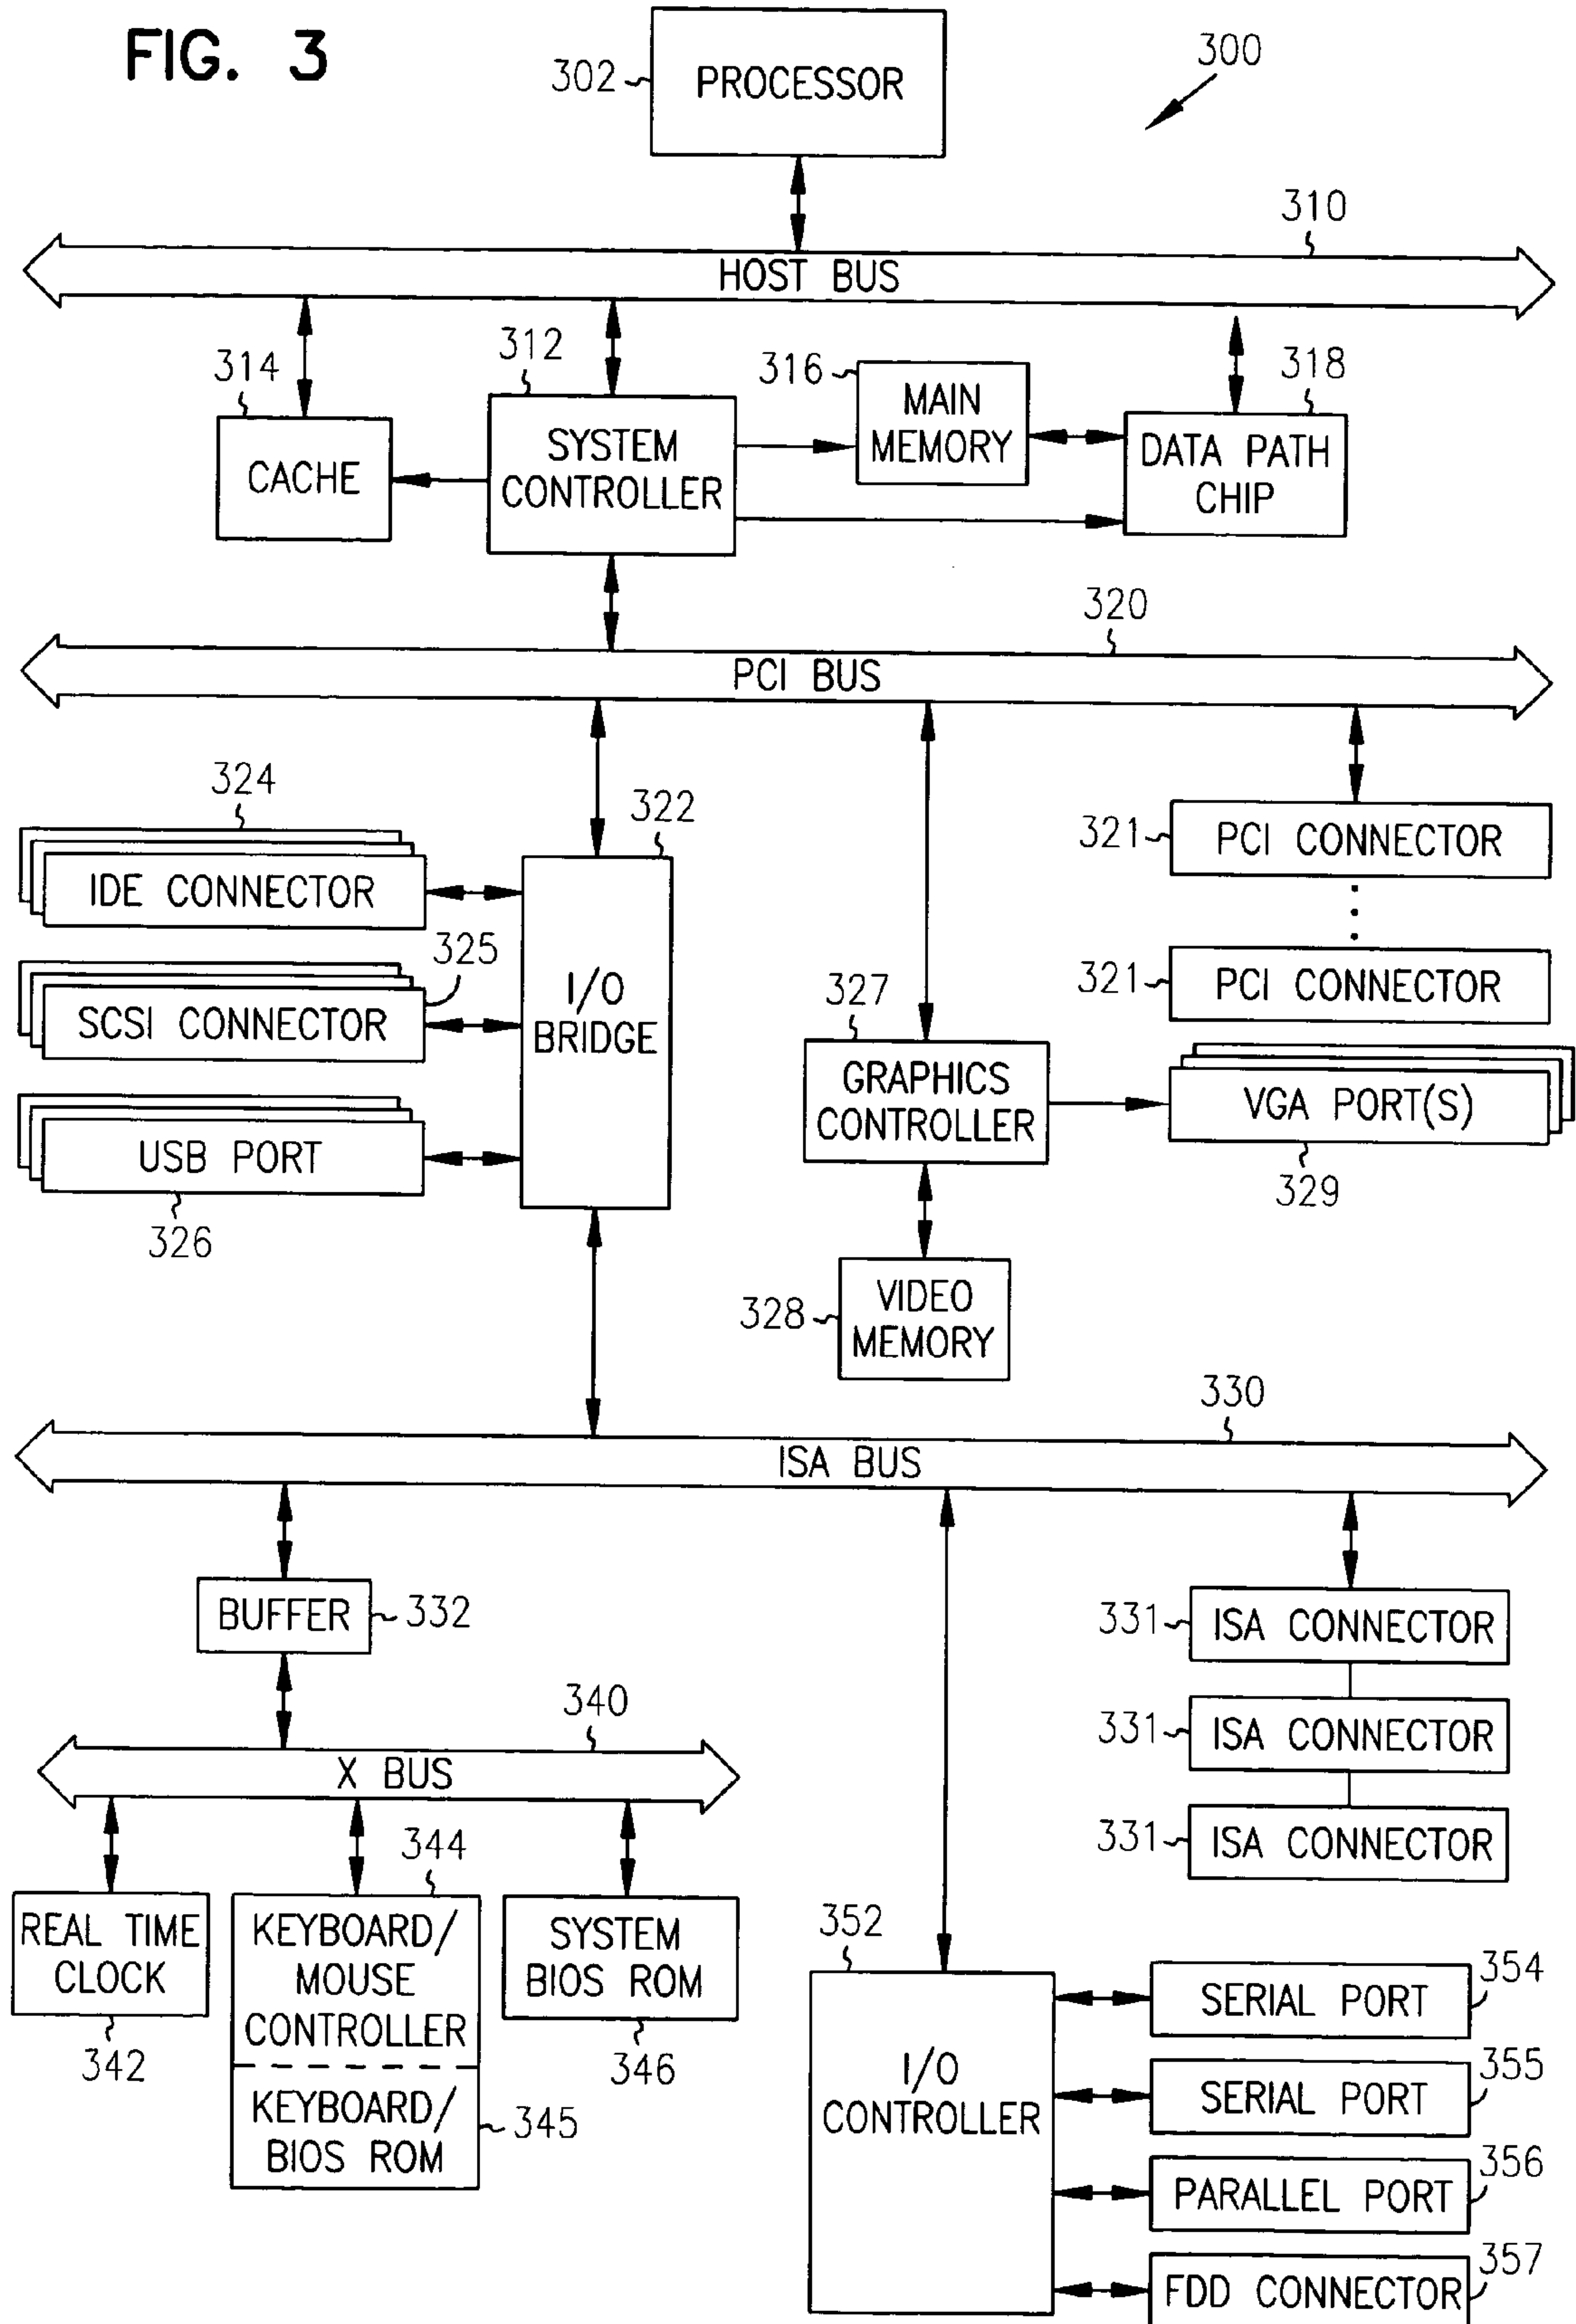 FIG. 3
300
302
PROCESSOR
310
HOST BUS
314
312
316
318
CACHE
SYSTEM
CONTROLLER
MAIN
MEMORY
DATA PATH
CHIP
320
PCI BUS
324
322
IDE CONNECTOR
325
SCSI CONNECTOR
USB PORT
326
I/O
BRIDGE
321
PCI CONNECTOR
321
PCI CONNECTOR
327
GRAPHICS
CONTROLLER
VGA PORT(S)
329
328
VIDEO
MEMORY
330
ISA BUS
BUFFER
332
331
ISA CONNECTOR
331
ISA CONNECTOR
331
ISA CONNECTOR
340
X BUS
344
REAL TIME
CLOCK
342
KEYBOARD/
MOUSE
CONTROLLER
KEYBOARD/
BIOS ROM
345
SYSTEM
BIOS ROM
346
352
I/O
CONTROLLER
354
SERIAL PORT
355
SERIAL PORT
356
PARALLEL PORT
357
FDD CONNECTOR